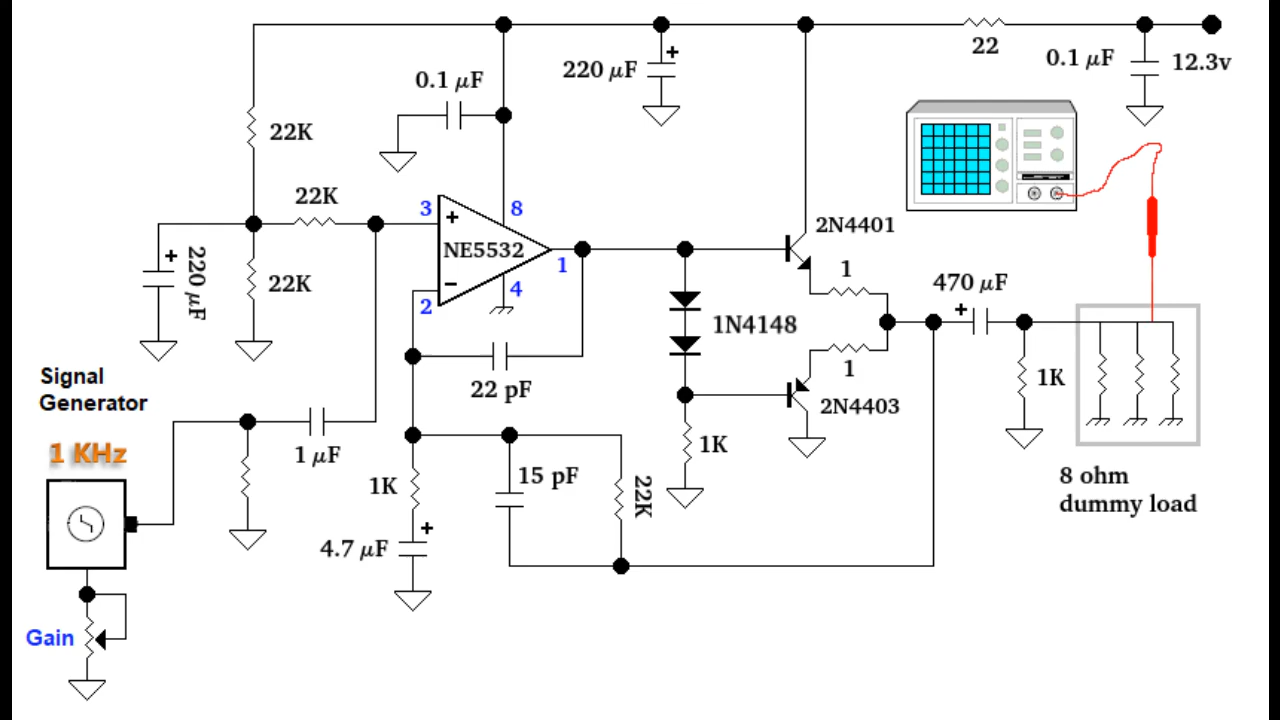 22
0.1 µF
12.3v
220 µF
+
0.1 µF
22K
22K
3
+
8
NE5532
1
−
2
4
2N4401
1
470 µF
+
+
220 µF
22K
1N4148
1
2N4403
22 pF
1K
Signal
Generator
1 KHz
1 µF
1K
1K
15 pF
22K
+
4.7 µF
8 ohm
dummy load
Gain